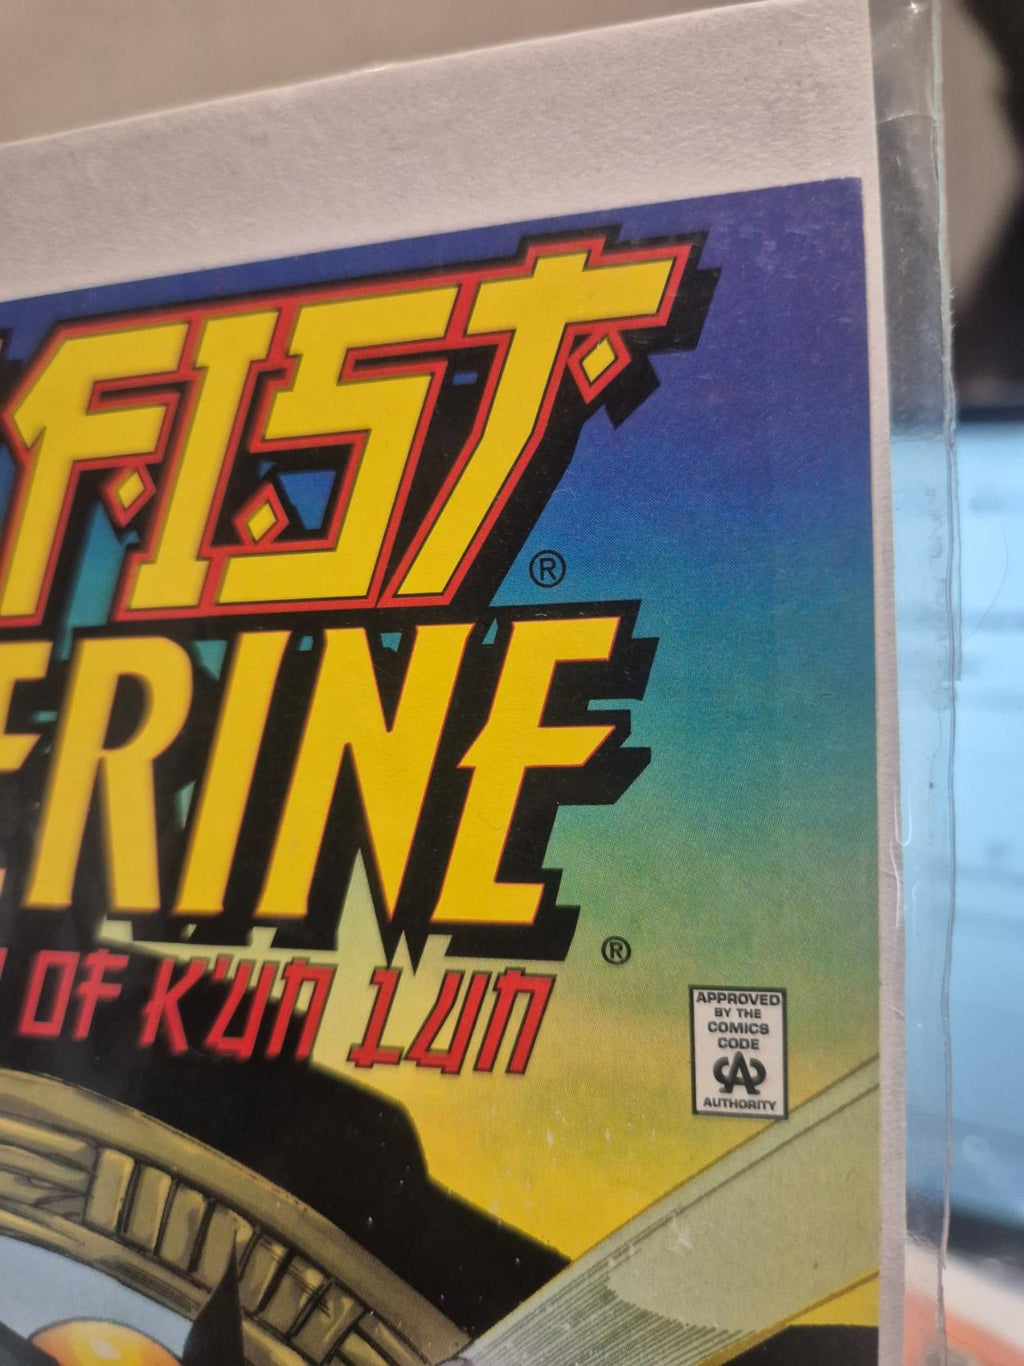 FIST®
ERINE®
OF K'UN LUN
APPROVED
BY THE
COMICS
CODE
CA
AUTHORITY